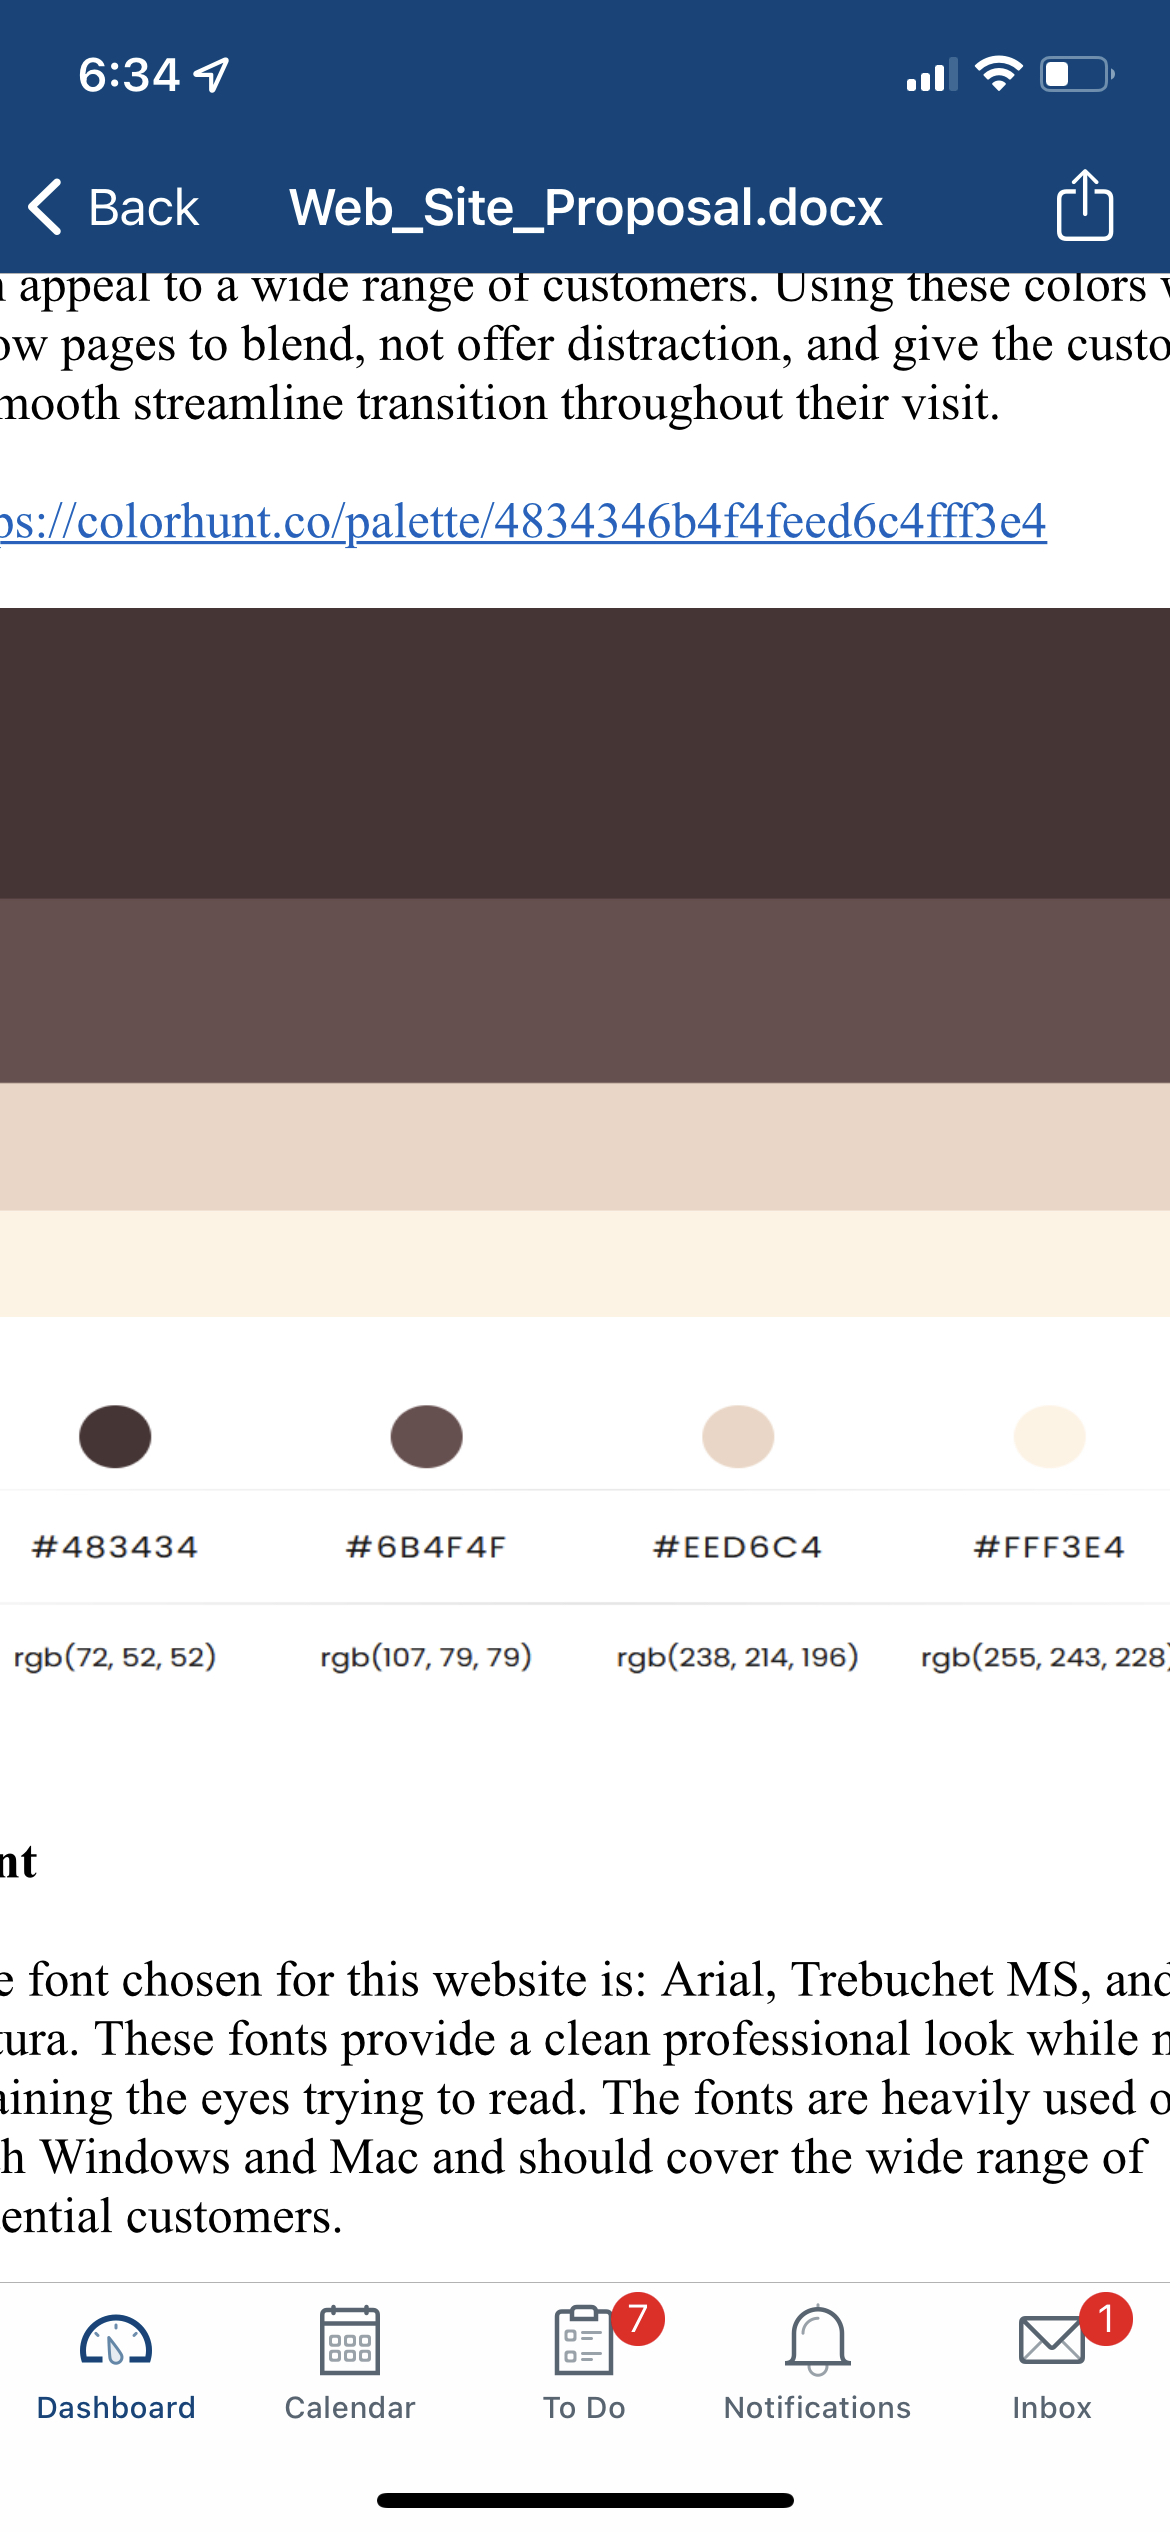 6:34
Back Web_Site_Proposal.docx
appeal to a wide range of customers. Using these colors
ow pages to blend, not offer distraction, and give the custo
mooth streamline transition throughout their visit.
ps://colorhunt.co/palette/4834346b4f4feed6c4fff3e4
#483434 #6B4F4F #EED6C4 #FFF3E4
rgb(72, 52, 52) rgb(107, 79, 79) rgb(238, 214, 196) rgb(255, 243, 228)
nt
e font chosen for this website is: Arial, Trebuchet MS, and
tura. These fonts provide a clean professional look while n
aining the eyes trying to read. The fonts are heavily used o
h Windows and Mac and should cover the wide range of
ential customers.
7 1
Dashboard Calendar To Do Notifications Inbox